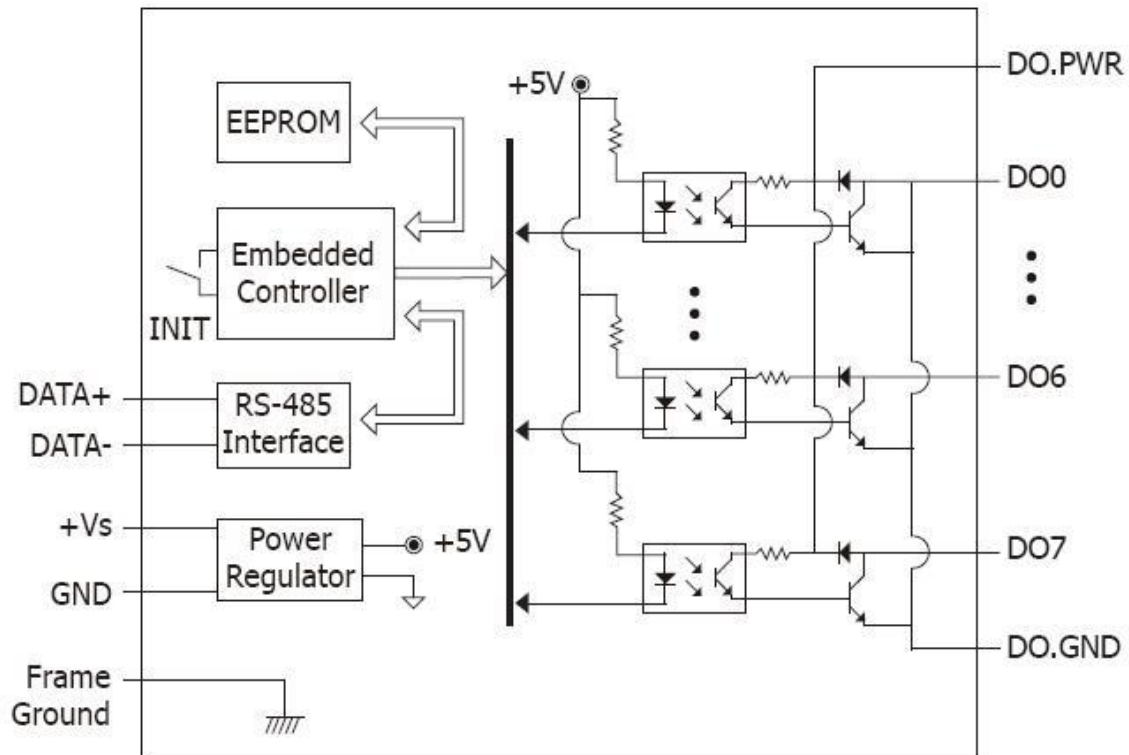 DO.PWR
+5V
EEPROM
DO0
Embedded
Controller
INIT
DO6
DATA+
RS-485
Interface
DATA-
+Vs
Power
Regulator
+5V
GND
DO7
DO.GND
Frame
Ground